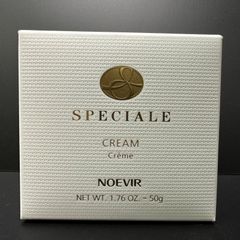 SPECIALE
CREAM
Crème
NOEVIR
NET WT. 1.76 OZ. - 50g